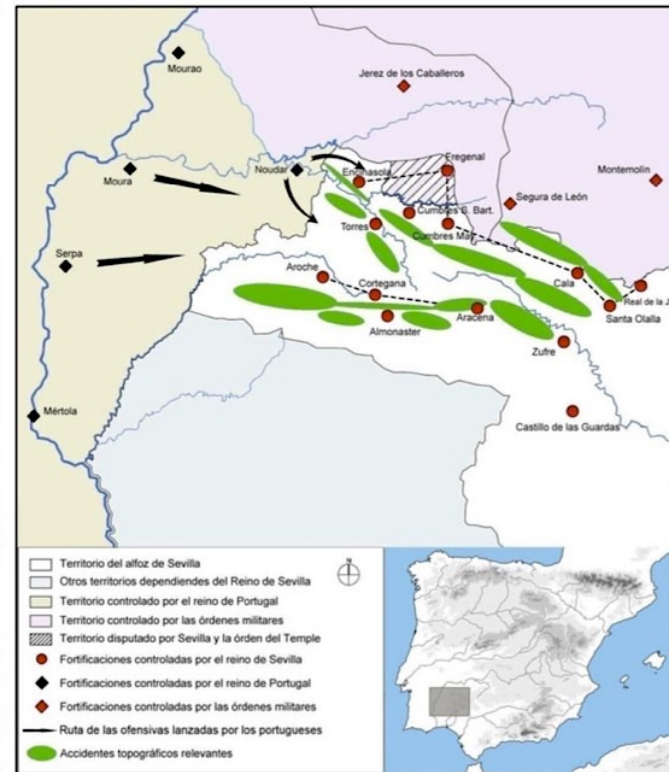 Mourao
Jerez de los Caballeros
Moura
Noudar
Encinasola
Fregenal
Montemolín
Segura de León
Cumbres S. Bart.
Torres
Cumbres May.
Serpa
Aroche
Cortegana
Cala
Real de la J
Santa Olalla
Almonaster
Aracena
Zufre
Mértola
Castillo de las Guardas
N
Territorio del alfoz de Sevilla
Otros territorios dependiendes del Reino de Sevilla
Territorio controlado por el reino de Portugal
Territorio controlado por las órdenes militares
Territorio disputado por Sevilla y la órden del Temple
Fortificaciones controladas por el reino de Sevilla
Fortificaciones controladas por el reino de Portugal
Fortificaciones controladas por las órdenes militares
Ruta de las ofensivas lanzadas por los portugueses
Accidentes topográficos relevantes